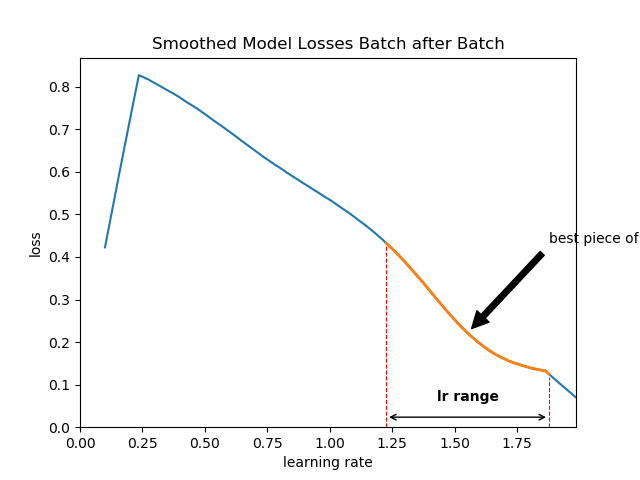 Smoothed Model Losses Batch after Batch
loss
0.8
0.7
0.6
0.5
0.4
0.3
0.2
0.1
0.0
best piece of
lr range
0.00 0.25 0.50 0.75 1.00 1.25 1.50 1.75
learning rate